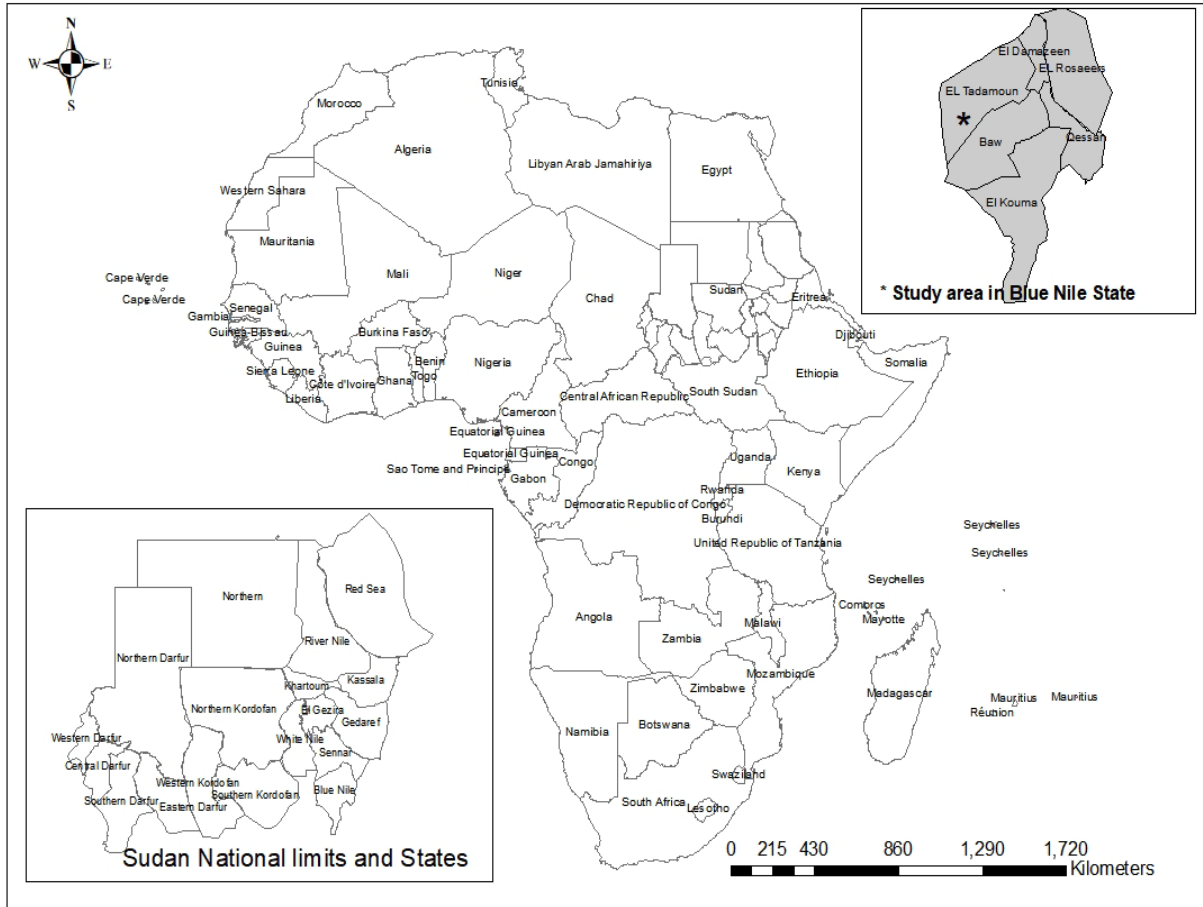 N
W E
S
El Damazeen
EL Rosaeers
EL Tadamoun
*
Baw
Qessan
El Kouma
* Study area in Blue Nile State
Tunisia
Morocco
Algeria
Libyan Arab Jamahiriya
Egypt
Western Sahara
Mauritania
Mali
Niger
Chad
Sudan
Eritrea
Cape Verde
Cape Verde
Senegal
Gambia
Guinea-Bissau
Guinea
Burkina Faso
Djibouti
Somalia
Sierra Leone
Liberia
Côte d'Ivoire
Ghana
Benin
Togo
Nigeria
Ethiopia
Central African Republic
South Sudan
Cameroon
Equatorial Guinea
Equatorial Guinea
Sao Tome and Principe
Gabon
Congo
Uganda
Kenya
Rwanda
Democratic Republic of Congo
Burundi
United Republic of Tanzania
Seychelles
Seychelles
Seychelles
Comoros
Mayotte
Angola
Zambia
Malawi
Mozambique
Zimbabwe
Madagascar
Mauritius
Mauritius
Réunion
Namibia
Botswana
Swaziland
South Africa
Lesotho
Northern
Red Sea
River Nile
Northern Darfur
Kassala
Khartoum
Northern Kordofan
El Gezira
Gedaref
Western Darfur
White Nile
Sennar
Central Darfur
Western Kordofan
Southern Darfur
Southern Kordofan
Blue Nile
Eastern Darfur
Sudan National limits and States
0 215 430 860 1,290 1,720
Kilometers